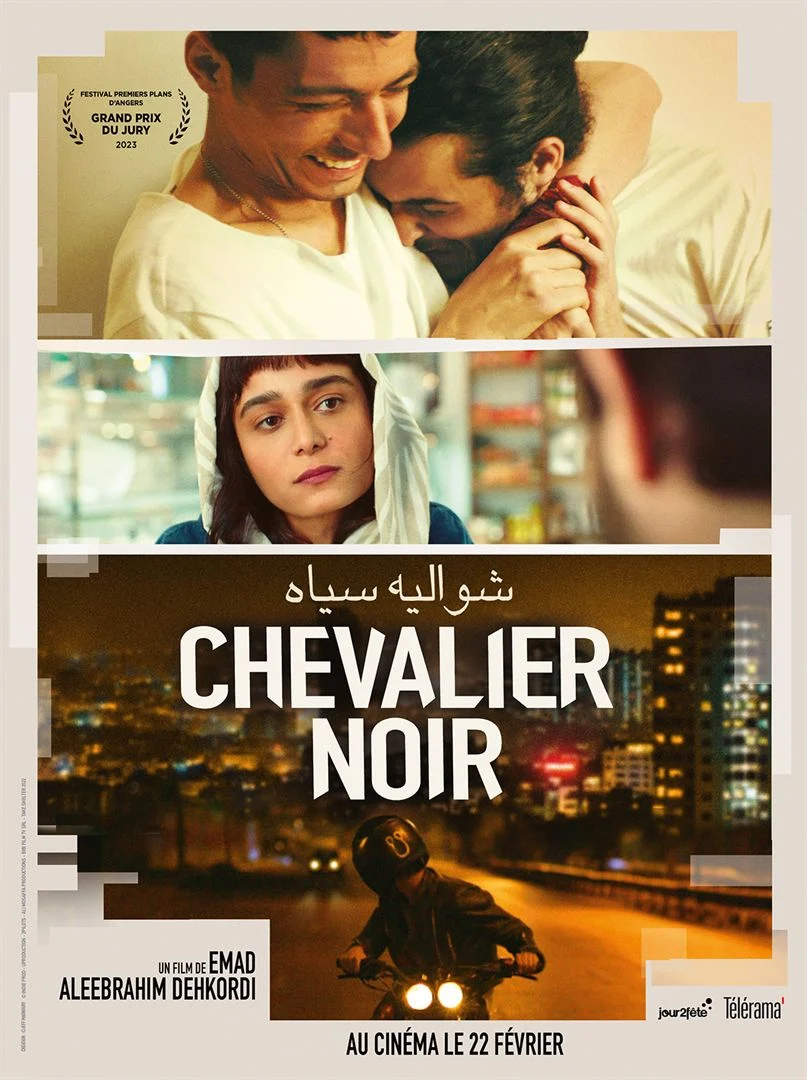 FESTIVAL PREMIERS PLANS
D'ANGERS
GRAND PRIX
DU JURY
2023
شواليه سياه
CHEVALIER
NOIR
UN FILM DE EMAD
ALEEBRAHIM DEHKORDI
jour2fête
Télérama'
AU CINÉMA LE 22 FÉVRIER